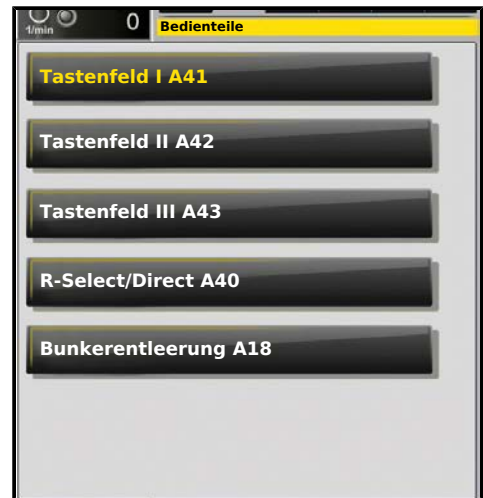 1/min
0
Bedienteile
Tastenfeld I A41
Tastenfeld II A42
Tastenfeld III A43
R-Select/Direct A40
Bunkerentleerung A18